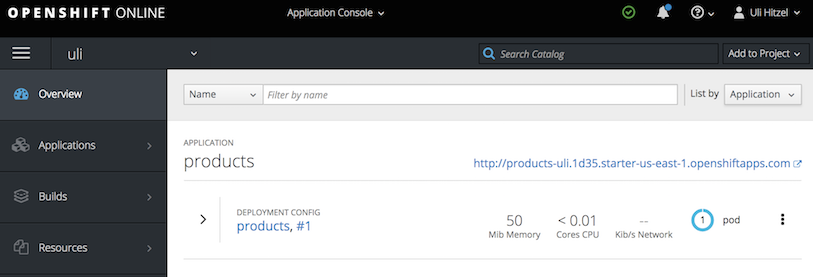 OPENSHIFT ONLINE
Application Console
Uli Hitzel
uli
Search Catalog
Add to Project
Overview
Name
Filter by name
List by
Application
Applications
APPLICATION
products
http://products-uli.1d35.starter-us-east-1.openshiftapps.com
Builds
DEPLOYMENT CONFIG
products, #1
50
Mib Memory
< 0.01
Cores CPU
--
Kib/s Network
1
pod
Resources